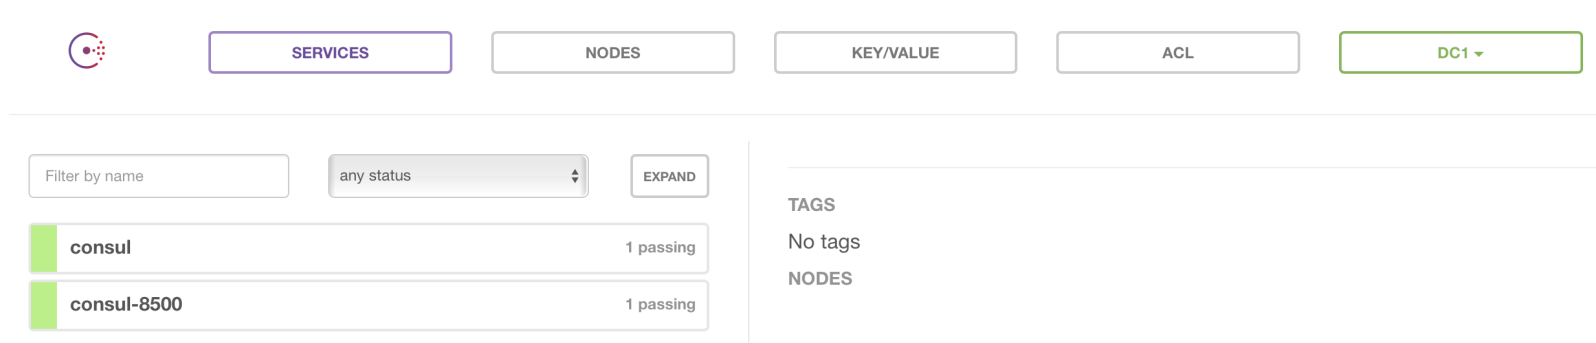 SERVICES
NODES
KEY/VALUE
ACL
DC1
Filter by name
any status
EXPAND
consul
1 passing
consul-8500
1 passing
TAGS
No tags
NODES